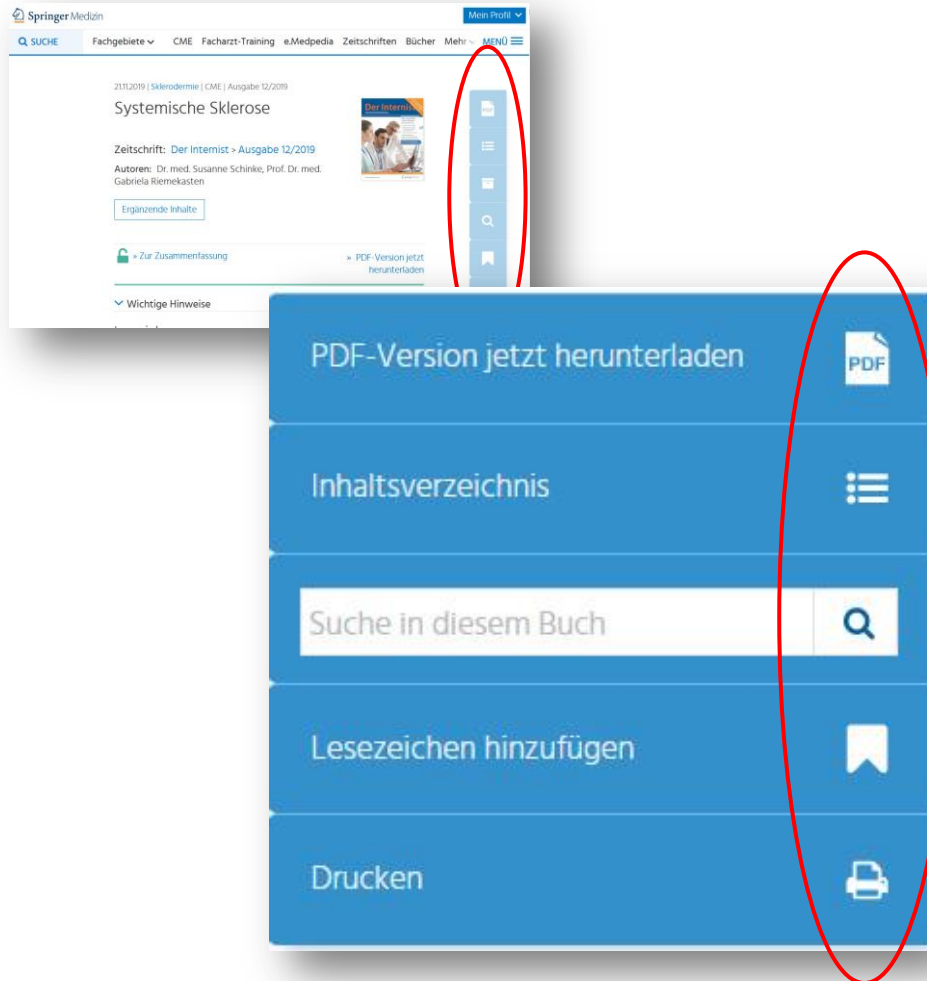 Springer Medizin
Mein Profil
SUCHE Fachgebiete CME Facharzt-Training e.Medpedia Zeitschriften Bücher Mehr MENÜ
21.11.2019 | Sklerodermie | CME | Ausgabe 12/2019
Systemische Sklerose
Der Internist
Zeitschrift: Der Internist > Ausgabe 12/2019
Autoren: Dr. med. Susanne Schinke, Prof. Dr. med.
Gabriela Riemekasten
Ergänzende Inhalte
» Zur Zusammenfassung
» PDF-Version jetzt
herunterladen
Wichtige Hinweise
PDF-Version jetzt herunterladen
PDF
Inhaltsverzeichnis
Suche in diesem Buch
Lesezeichen hinzufügen
Drucken